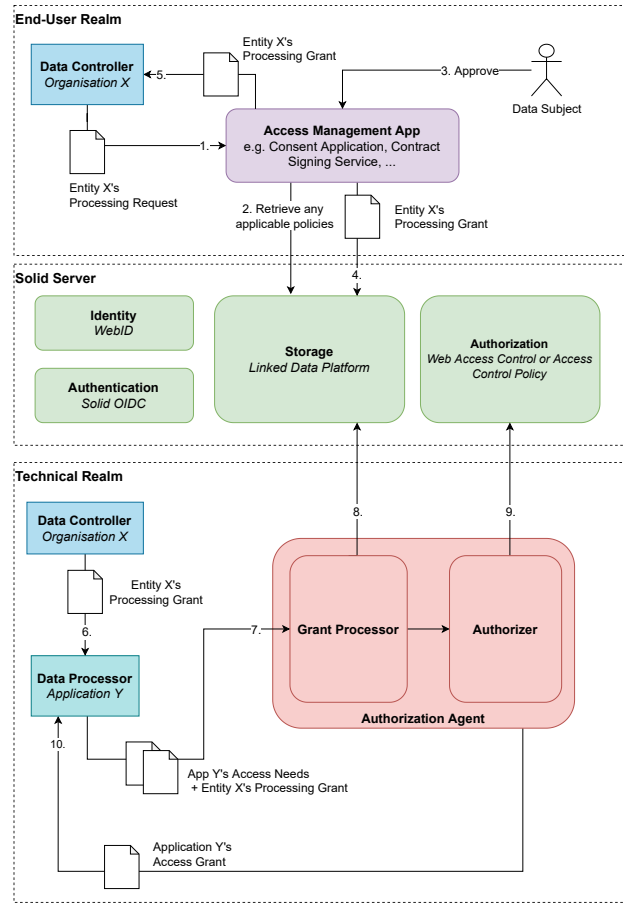 End-User Realm
Data Controller
Organisation X
5.
Entity X's
Processing Grant
3. Approve
Data Subject
1.
Entity X's
Processing Request
Access Management App
e.g. Consent Application, Contract
Signing Service, ...
2. Retrieve any
applicable policies
Entity X's
Processing Grant
4.
Solid Server
Identity
WebID
Authentication
Solid OIDC
Storage
Linked Data Platform
Authorization
Web Access Control or Access
Control Policy
Technical Realm
8.
9.
Data Controller
Organisation X
Entity X's
Processing Grant
6.
7.
Grant Processor
Authorizer
Authorization Agent
Data Processor
Application Y
10.
App Y's Access Needs
+ Entity X's Processing Grant
Application Y's
Access Grant